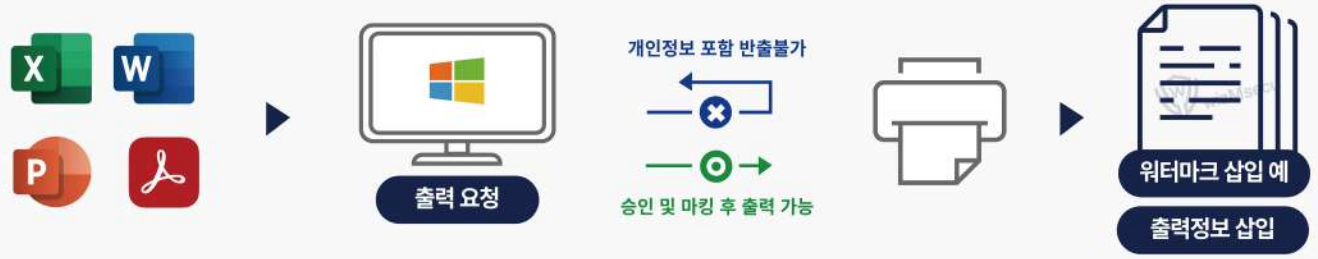 X
W
P
출력 요청
개인정보 포함 반출불가
승인 및 마킹 후 출력 가능
워터마크 삽입 예
출력정보 삽입